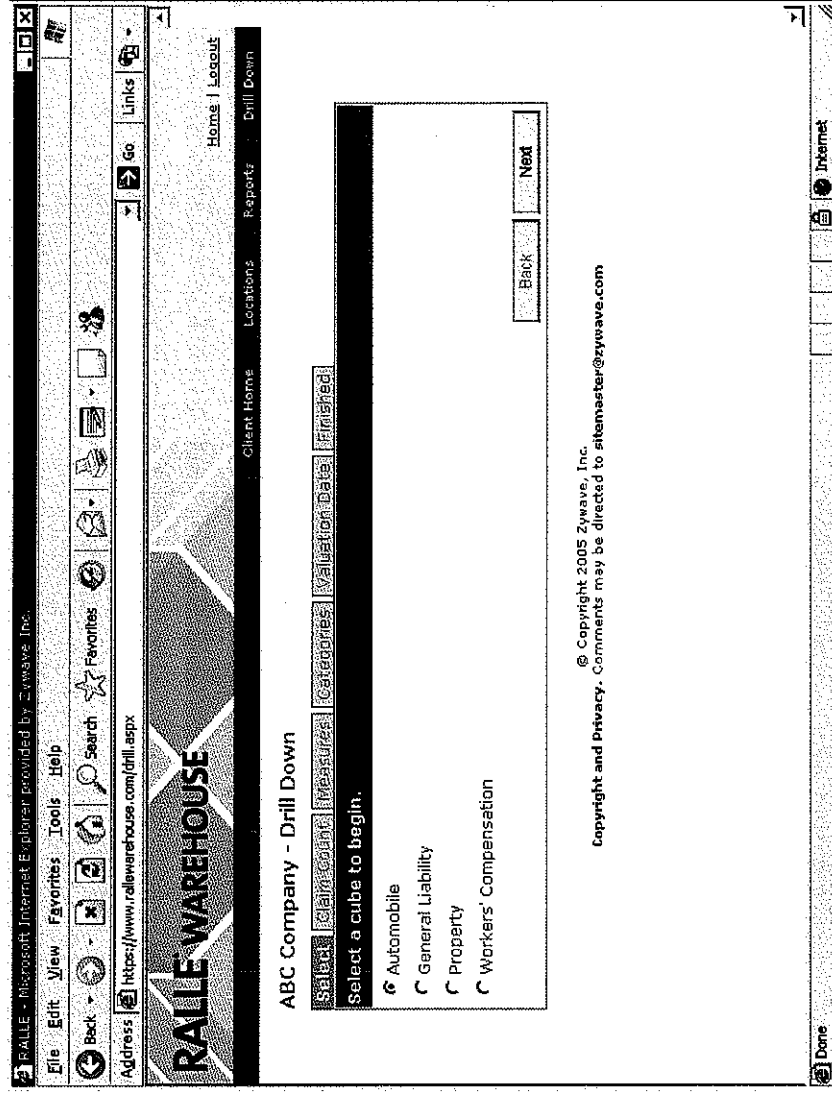 RALLE - Microsoft Internet Explorer provided by Zywave Inc.
File Edit View Favorites Tools Help
Back Search Favorites
Address https://www.rallewarehouse.com/drill.aspx Go Links
RALLE WAREHOUSE
Home | Logout
Client Home Locations Reports Drill Down
ABC Company - Drill Down
Select Claim Count Measures Categories Valuation Date Finished
Select a cube to begin.
Automobile
General Liability
Property
Workers' Compensation
Back Next
© Copyright 2005 Zywave, Inc.
Copyright and Privacy. Comments may be directed to sitemaster@zywave.com
Done Internet